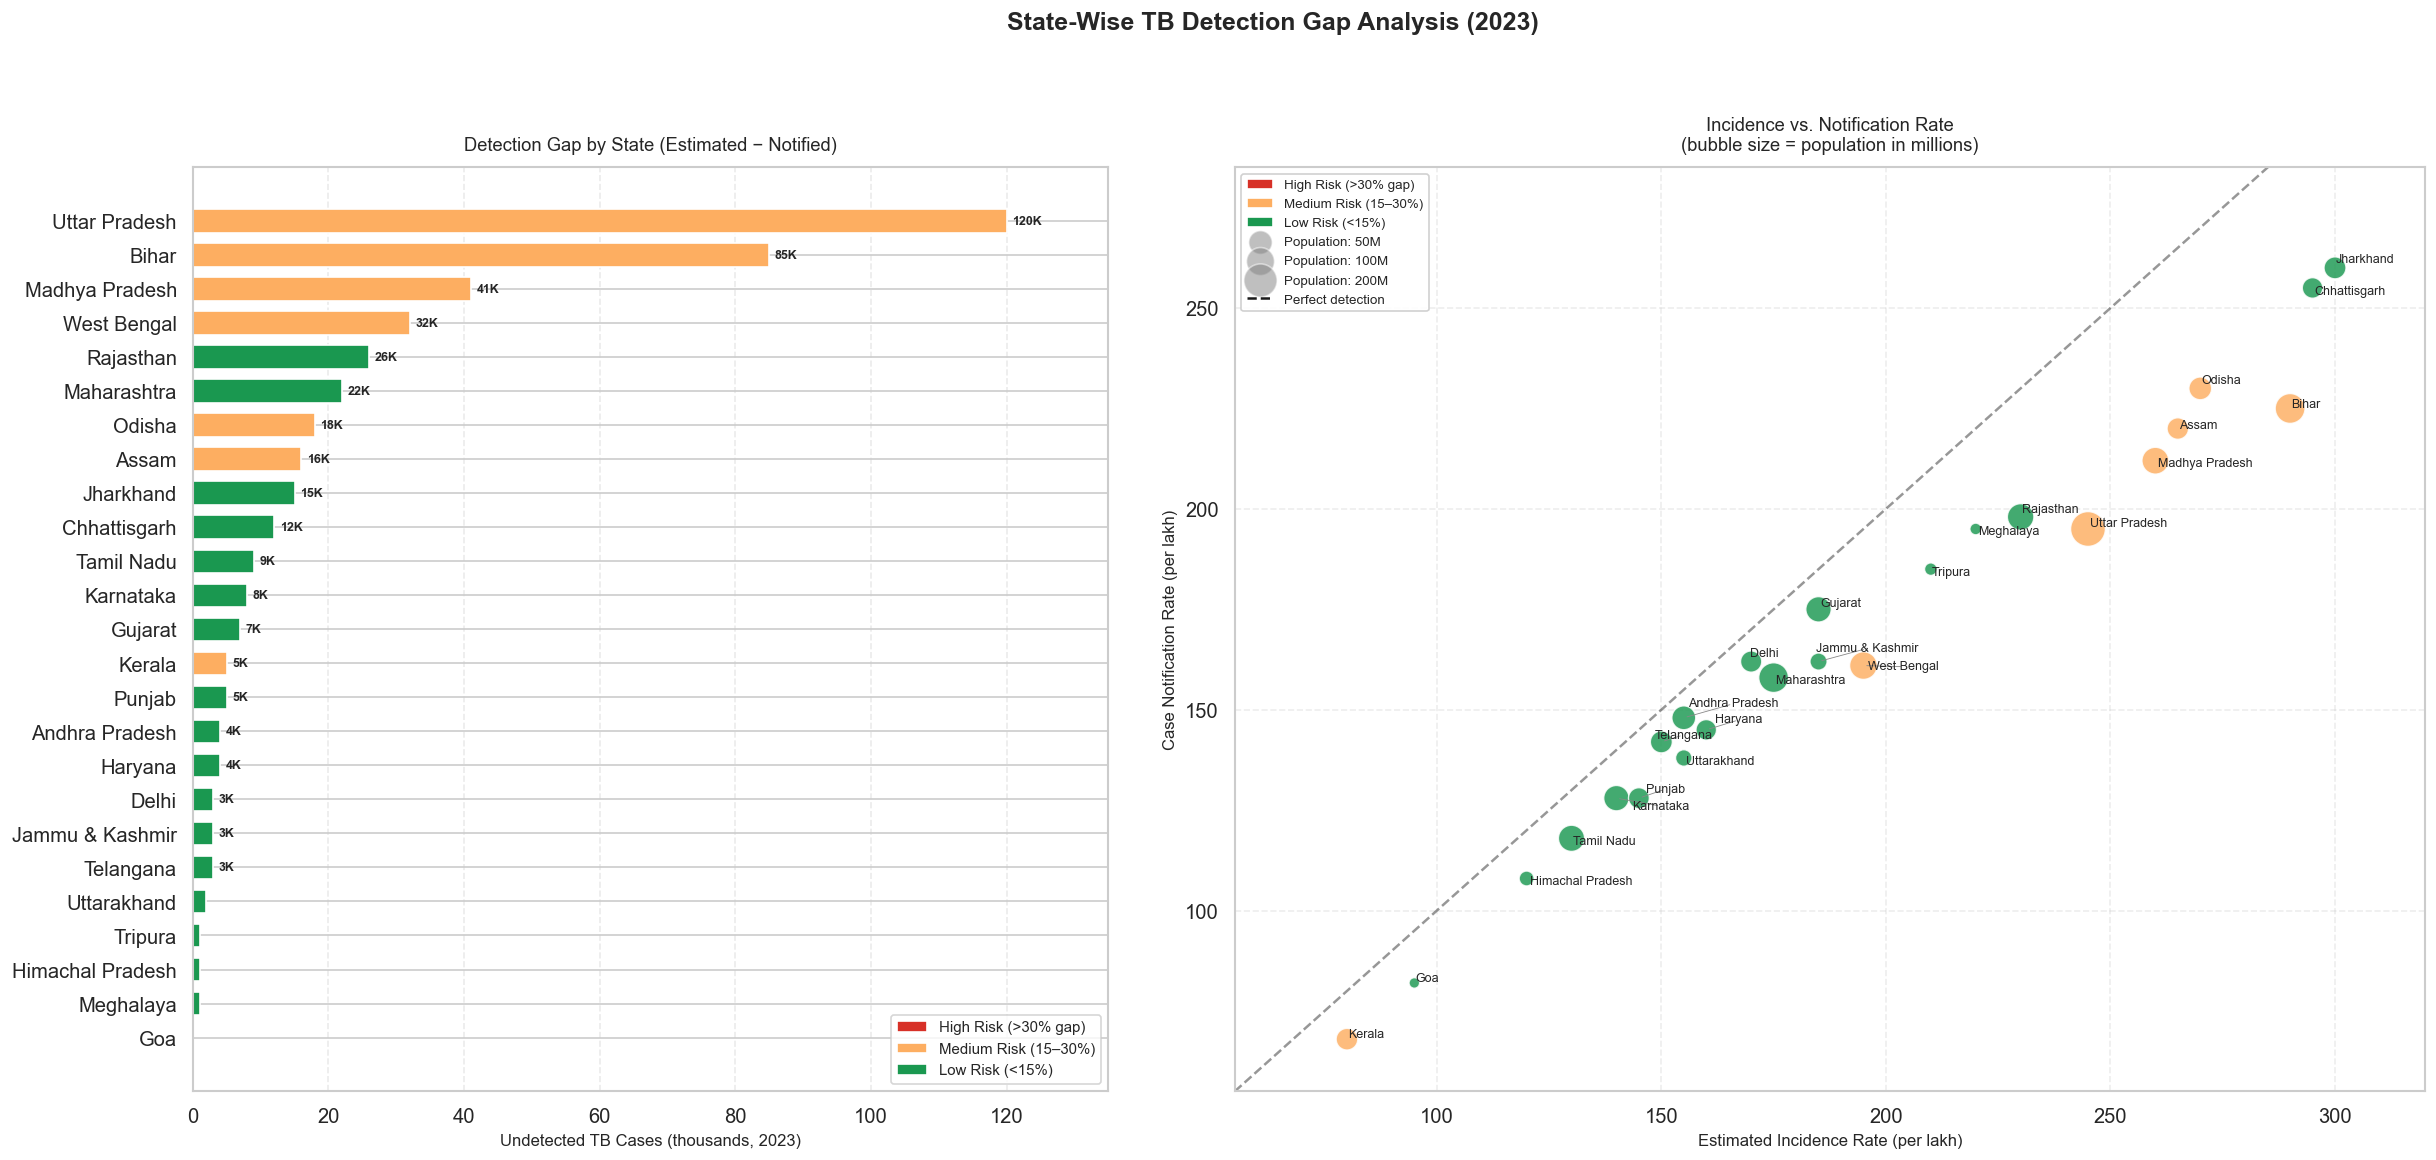 State-Wise TB Detection Gap Analysis (2023)
Detection Gap by State (Estimated − Notified)
Uttar Pradesh
120K
Bihar
85K
Madhya Pradesh
41K
West Bengal
32K
Rajasthan
26K
Maharashtra
22K
Odisha
18K
Assam
16K
Jharkhand
15K
Chhattisgarh
12K
Tamil Nadu
9K
Karnataka
8K
Gujarat
7K
Kerala
5K
Punjab
5K
Andhra Pradesh
4K
Haryana
4K
Delhi
3K
Jammu & Kashmir
3K
Telangana
3K
Uttarakhand
Tripura
Himachal Pradesh
Meghalaya
Goa
High Risk (>30% gap)
Medium Risk (15–30%)
Low Risk (<15%)
0 20 40 60 80 100 120
Undetected TB Cases (thousands, 2023)
Incidence vs. Notification Rate
(bubble size = population in millions)
High Risk (>30% gap)
Medium Risk (15–30%)
Low Risk (<15%)
Population: 50M
Population: 100M
Population: 200M
Perfect detection
Case Notification Rate (per lakh)
250
200
150
100
Jharkhand
Chhattisgarh
Odisha
Bihar
Assam
Madhya Pradesh
Rajasthan
Uttar Pradesh
Meghalaya
Tripura
Gujarat
Jammu & Kashmir
Delhi
West Bengal
Maharashtra
Andhra Pradesh
Haryana
Telangana
Uttarakhand
Punjab
Karnataka
Tamil Nadu
Himachal Pradesh
Goa
Kerala
100 150 200 250 300
Estimated Incidence Rate (per lakh)